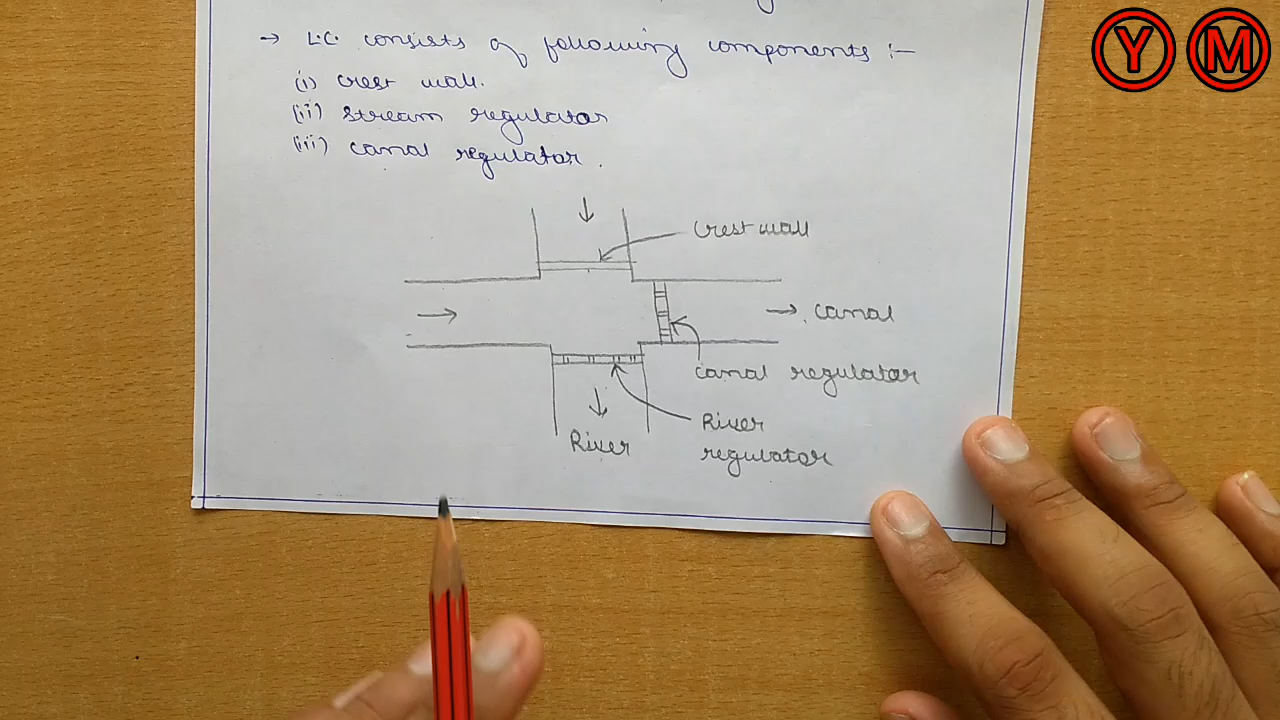 Y M
→ L.C. consists of following components :-
(i) crest wall.
(ii) stream regulator
(iii) canal regulator.
crest wall
→ canal
canal regulator
River
River
regulator